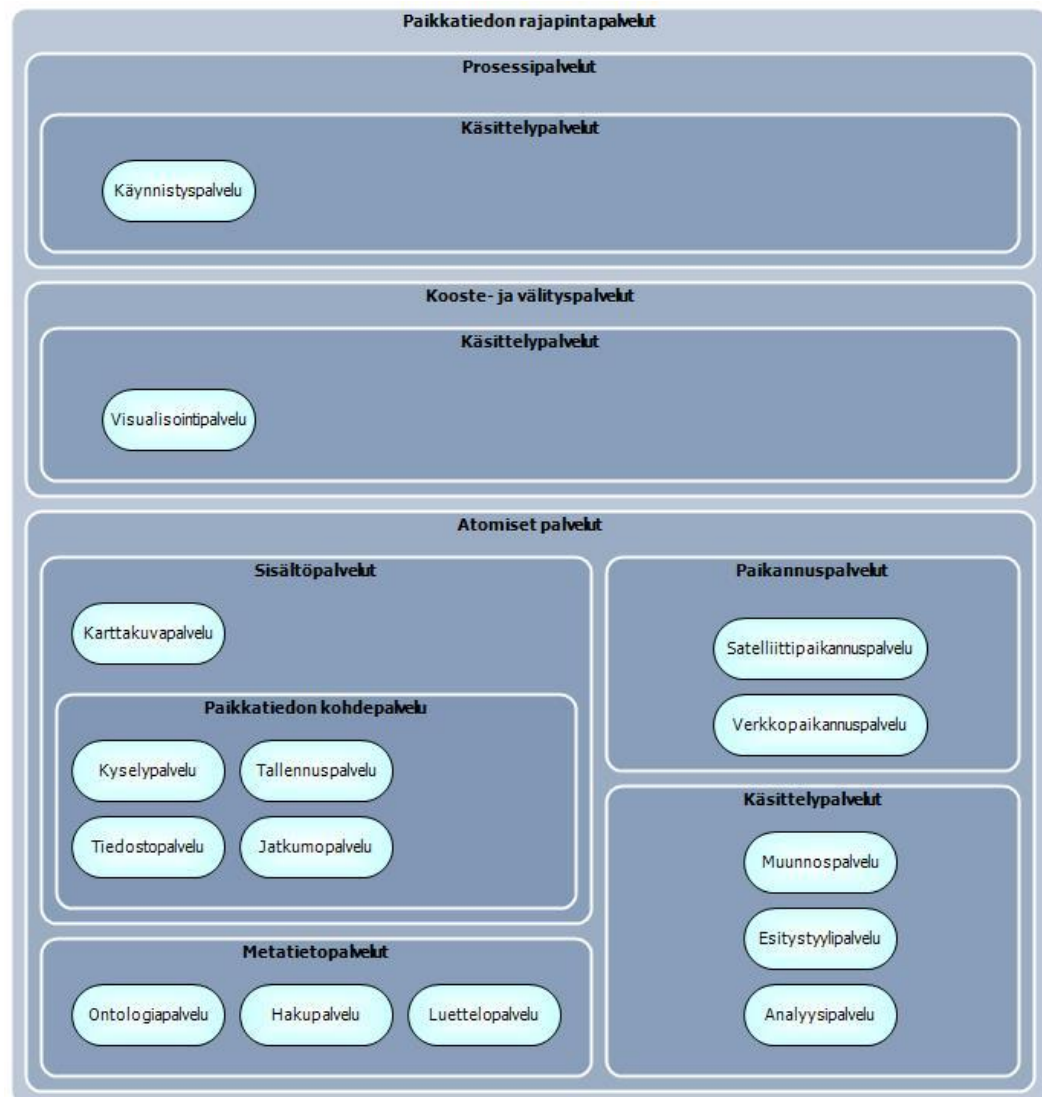 Paikkatiedon rajapintapalvelut
Prosessipalvelut
Käsittelypalvelut
Käynnistyspalvelu
Kooste- ja välityspalvelut
Käsittelypalvelut
Visualisointipalvelu
Atomiset palvelut
Sisältöpalvelut
Karttakuvapalvelu
Paikkatiedon kohdepalvelu
Kyselypalvelu
Tallennuspalvelu
Tiedostopalvelu
Jatkumopalvelu
Metatietopalvelut
Ontologiapalvelu
Hakupalvelu
Luettelopalvelu
Paikannuspalvelut
Satelliittipaikannuspalvelu
Verkkopaikannuspalvelu
Käsittelypalvelut
Muunnospalvelu
Esitystyylipalvelu
Analyysipalvelu